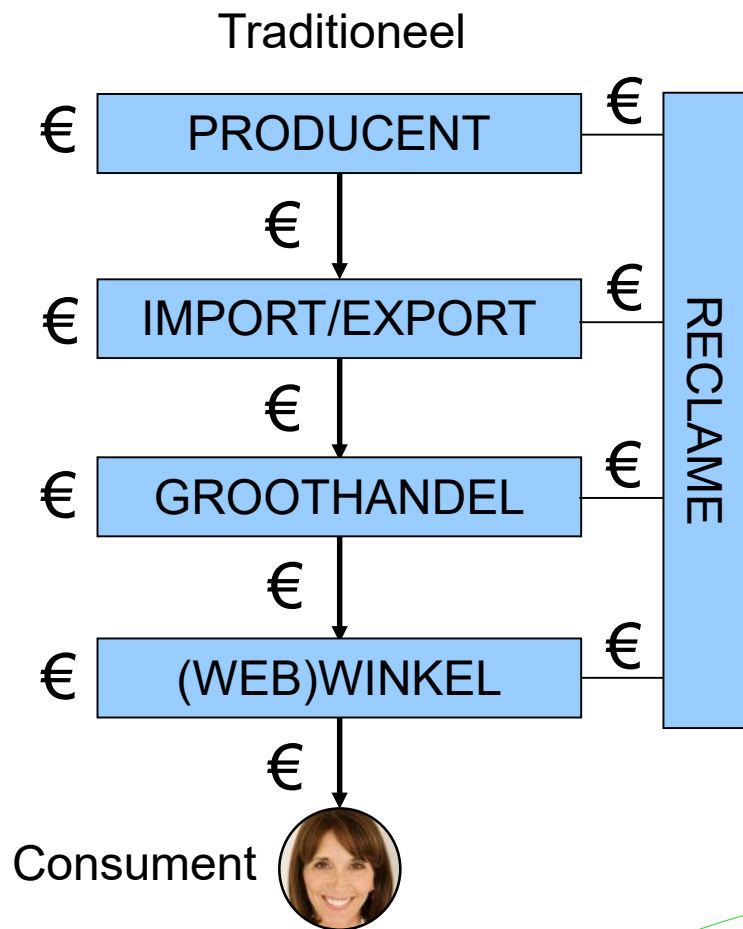 Traditioneel
€ PRODUCENT €
€
€ IMPORT/EXPORT €
€
€ GROOTHANDEL €
€
€ (WEB)WINKEL €
€
Consument
RECLAME